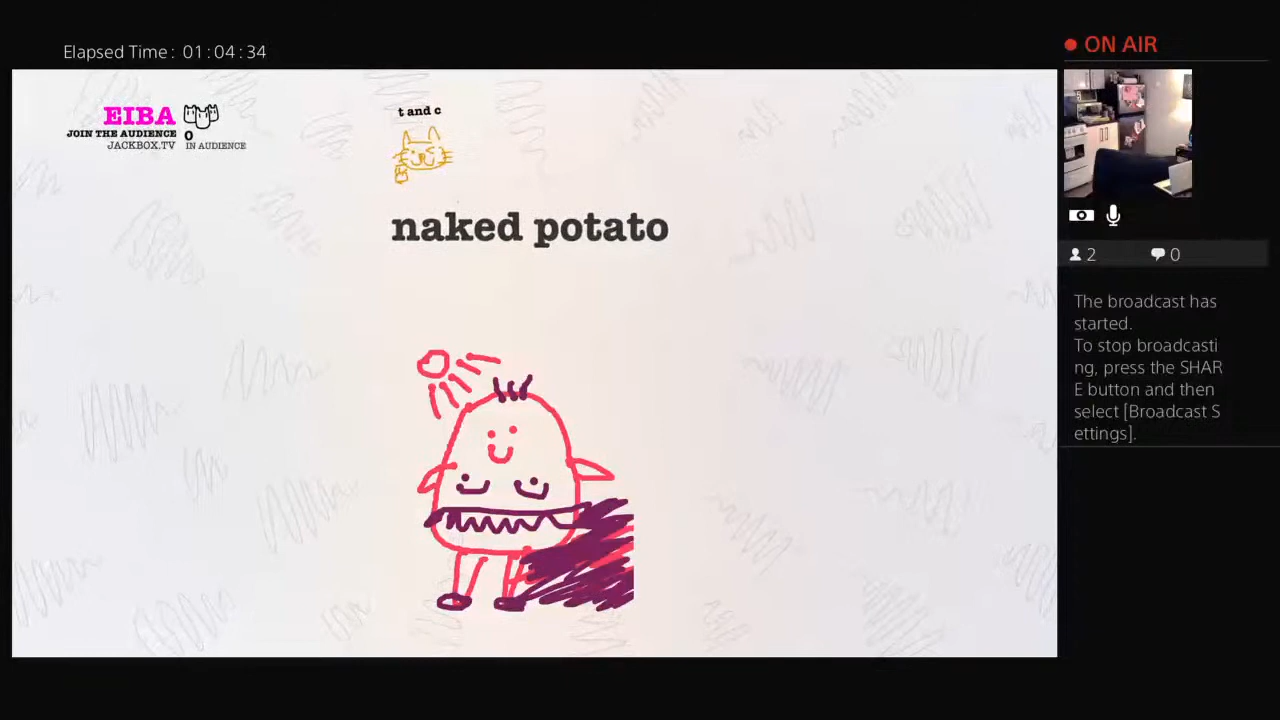 Elapsed Time: 01:04:34
ON AIR
EIBA
JOIN THE AUDIENCE
JACKBOX.TV
0
IN AUDIENCE
t and c
naked potato
2
0
The broadcast has
started.
To stop broadcasti
ng, press the SHAR
E button and then
select [Broadcast S
ettings].